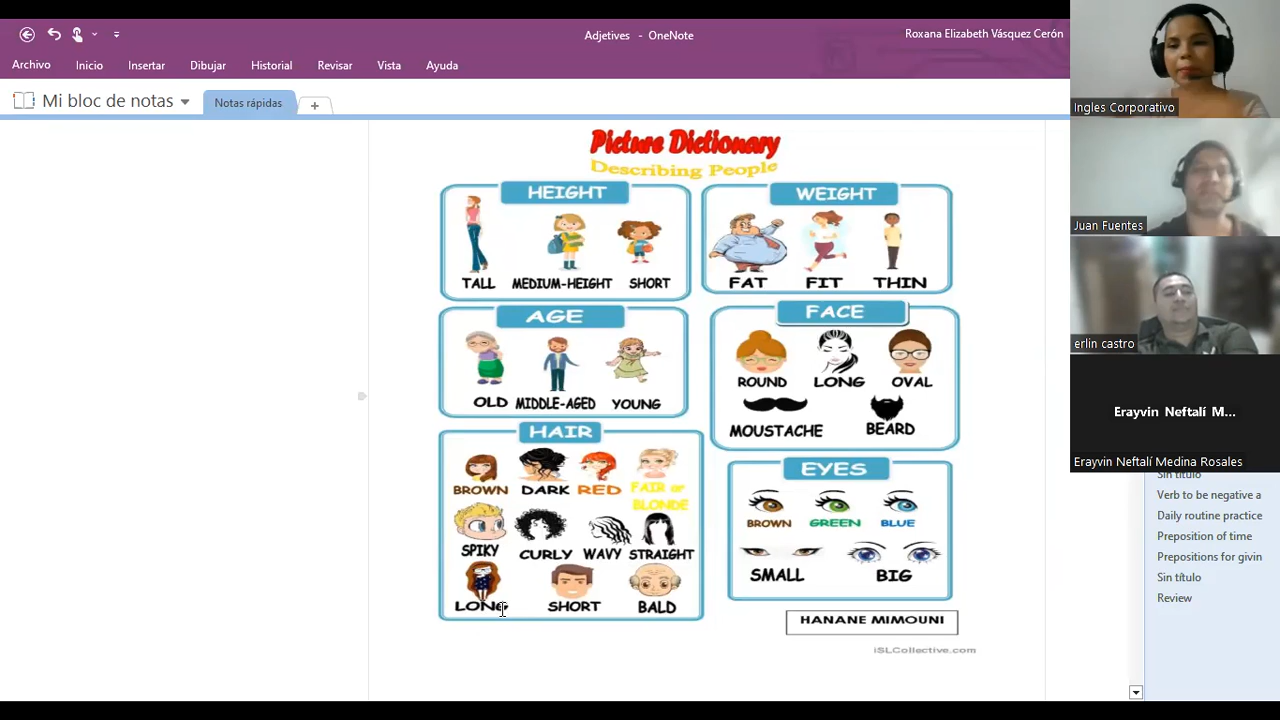 Adjetives - OneNote
Roxana Elizabeth Vásquez Cerón
Archivo Inicio Insertar Dibujar Historial Revisar Vista Ayuda
Mi bloc de notas
Notas rápidas
Picture Dictionary
Describing People
HEIGHT
TALL MEDIUM-HEIGHT SHORT
WEIGHT
FAT FIT THIN
AGE
OLD MIDDLE-AGED YOUNG
FACE
ROUND LONG OVAL
MOUSTACHE BEARD
HAIR
BROWN DARK RED FAIR or
BLONDE
SPIKY CURLY WAVY STRAIGHT
LONG SHORT BALD
EYES
BROWN GREEN BLUE
SMALL BIG
HANANE MIMOUNI
iSLCollective.com
Ingles Corporativo
Juan Fuentes
erlin castro
Erayvin Neftalí M...
Erayvin Neftalí Medina Rosales
Sin título
Verb to be negative a
Daily routine practice
Preposition of time
Prepositions for givin
Sin título
Review